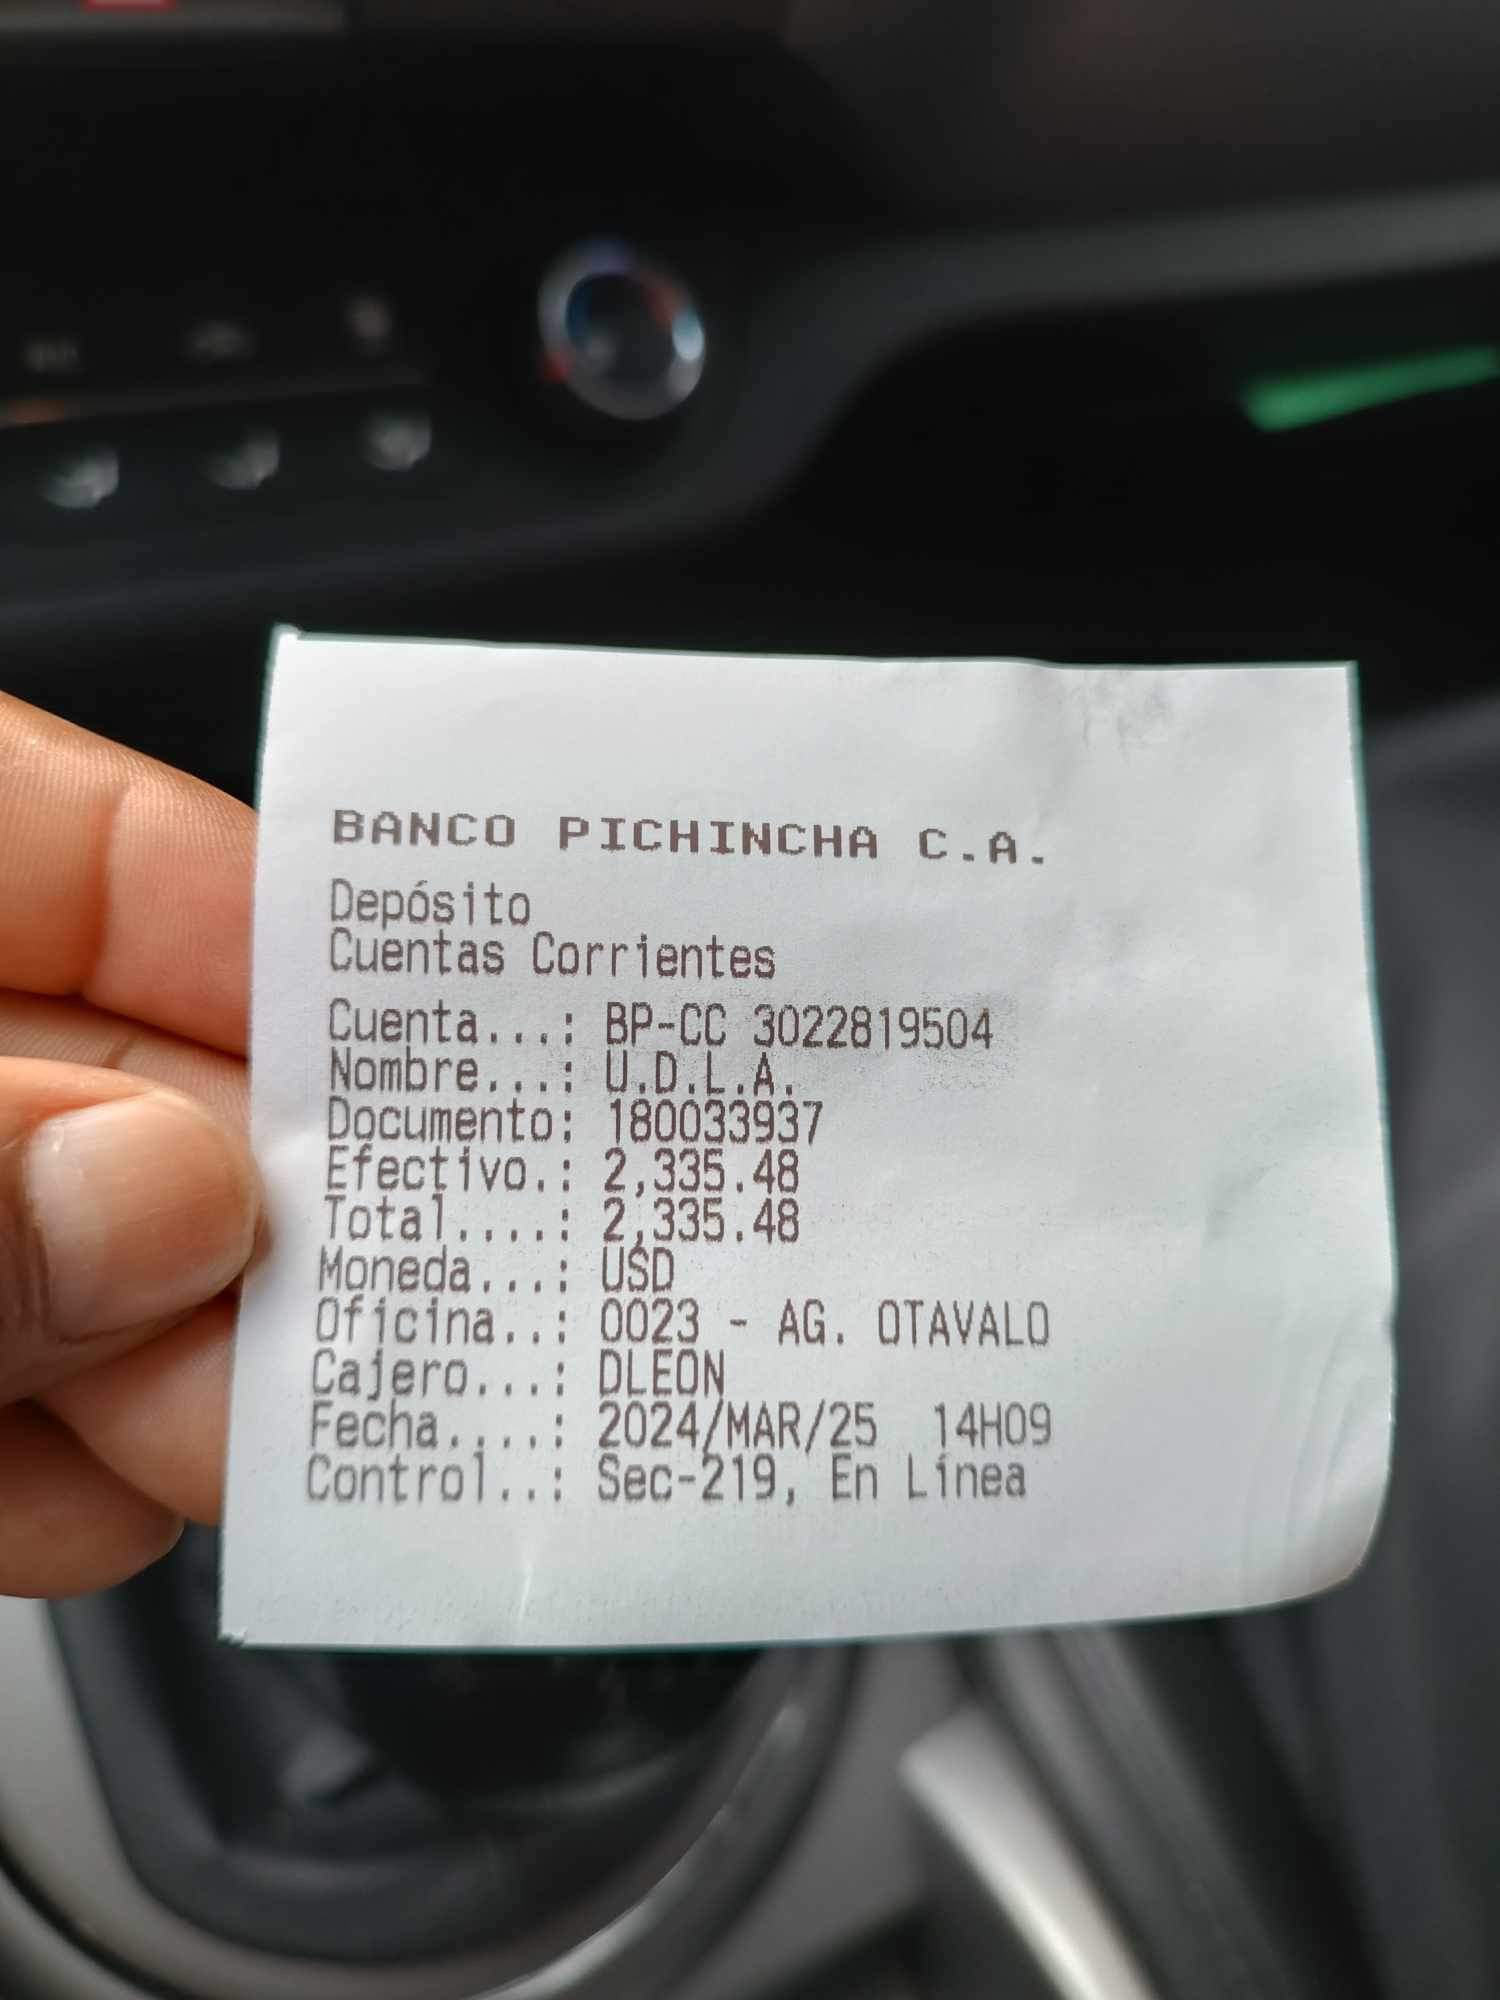 BANCO PICHINCHA C.A.
Depósito
Cuentas Corrientes
Cuenta...: BP-CC 3022819504
Nombre...: U.D.L.A.
Documento: 180033937
Efectivo.: 2,335.48
Total....: 2,335.48
Moneda...: USD
Oficina..: 0023 - AG. OTAVALO
Cajero...: DLEON
Fecha....: 2024/MAR/25  14H09
Control..: Sec-219, En Línea